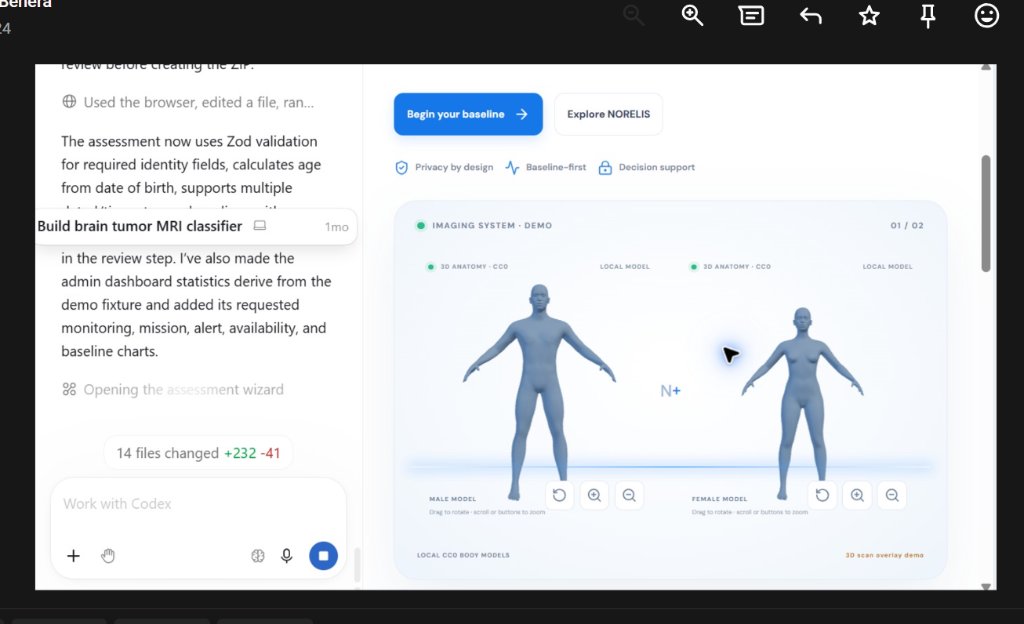 Behera
24
review before creating the ZIP.
Used the browser, edited a file, ran...
The assessment now uses Zod validation
for required identity fields, calculates age
from date of birth, supports multiple
Build brain tumor MRI classifier
1mo
in the review step. I've also made the
admin dashboard statistics derive from the
demo fixture and added its requested
monitoring, mission, alert, availability, and
baseline charts.
Opening the assessment wizard
14 files changed +232 -41
Work with Codex
Begin your baseline
Explore NORELIS
Privacy by design
Baseline-first
Decision support
IMAGING SYSTEM · DEMO
01 / 02
3D ANATOMY · CC0
LOCAL MODEL
3D ANATOMY · CC0
LOCAL MODEL
N+
MALE MODEL
Drag to rotate · scroll or buttons to zoom
FEMALE MODEL
Drag to rotate · scroll or buttons to zoom
LOCAL CC0 BODY MODELS
3D scan overlay demo